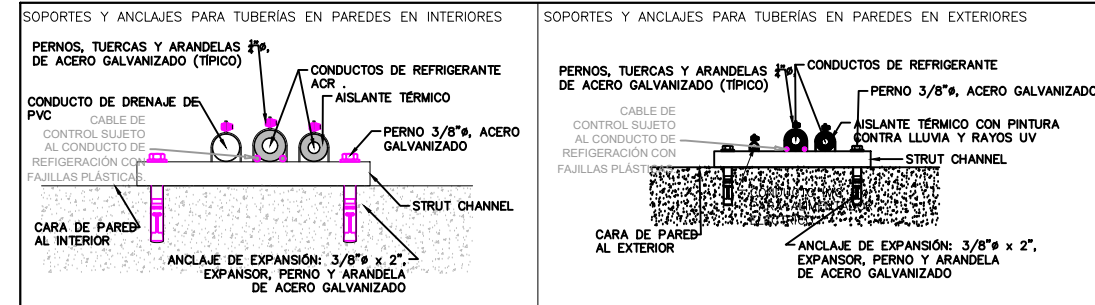 SOPORTES Y ANCLAJES PARA TUBERÍAS EN PAREDES EN INTERIORES
PERNOS, TUERCAS Y ARANDELAS ¼"ø,
DE ACERO GALVANIZADO (TÍPICO)
CONDUCTOS DE REFRIGERANTE
ACR .
AISLANTE TÉRMICO
CONDUCTO DE DRENAJE DE
PVC
CABLE DE
CONTROL SUJETO
AL CONDUCTO DE
REFIGERACIÓN CON
FAJILLAS PLÁSTICAS.
PERNO 3/8"ø, ACERO
GALVANIZADO
STRUT CHANNEL
CARA DE PARED
AL INTERIOR
ANCLAJE DE EXPANSIÓN: 3/8"ø x 2",
EXPANSOR, PERNO Y ARANDELA
DE ACERO GALVANIZADO
SOPORTES Y ANCLAJES PARA TUBERÍAS EN PAREDES EN EXTERIORES
PERNOS, TUERCAS Y ARANDELAS ¼"ø,
DE ACERO GALVANIZADO (TÍPICO)
CONDUCTOS DE REFRIGERANTE
PERNO 3/8"ø, ACERO GALVANIZADO
CABLE DE
CONTROL SUJETO
AL CONDUCTO DE
REFIGERACIÓN CON
FAJILLAS PLÁSTICAS
AISLANTE TÉRMICO CON PINTURA
CONTRA LLUVIA Y RAYOS UV
STRUT CHANNEL
CARA DE PARED
AL EXTERIOR
ANCLAJE DE EXPANSIÓN: 3/8"ø x 2",
EXPANSOR, PERNO Y ARANDELA
DE ACERO GALVANIZADO